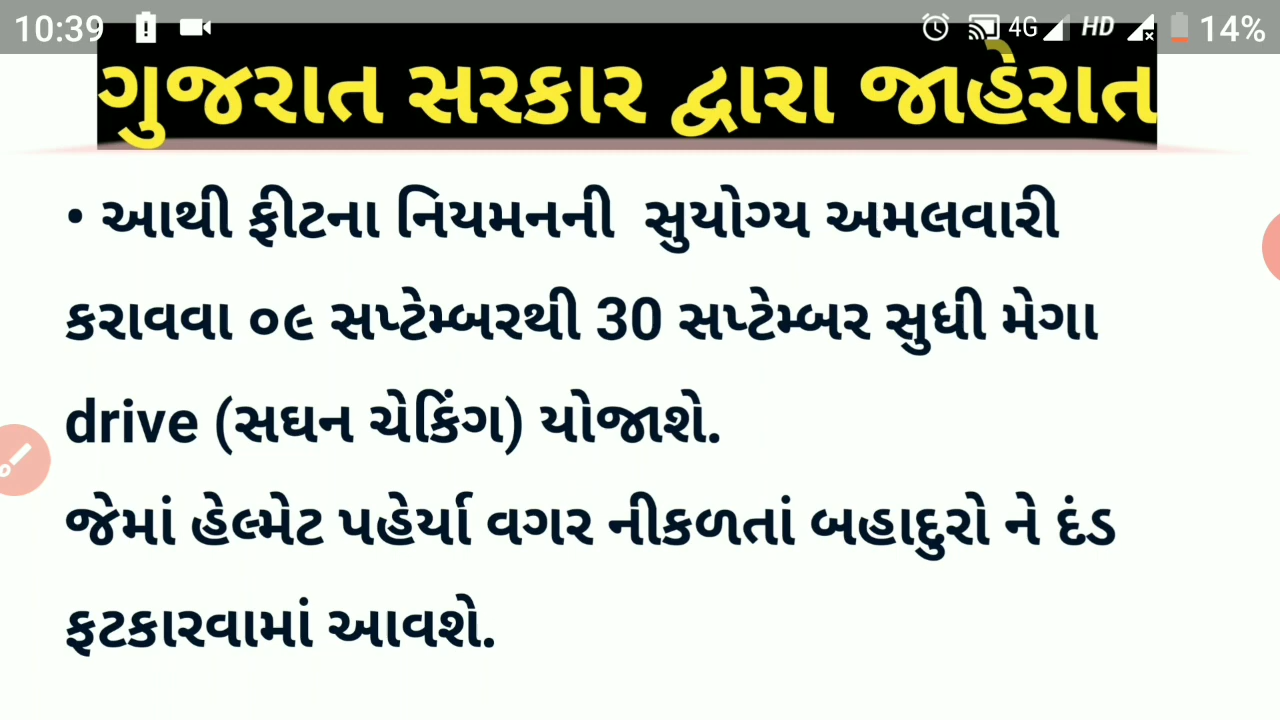 10:39 4G HD 14%
ગુજરાત સરકાર દ્વારા જાહેરાત
• આથી ફીટના નિયમનની સુયોગ્ય અમલવારી
કરાવવા ૦૯ સપ્ટેમ્બરથી 30 સપ્ટેમ્બર સુધી મેગા
drive (સઘન ચેકિંગ) યોજાશે.
જેમાં હેલ્મેટ પહેર્યા વગર નીકળતાં બહાદુરો ને દંડ
ફટકારવામાં આવશે.